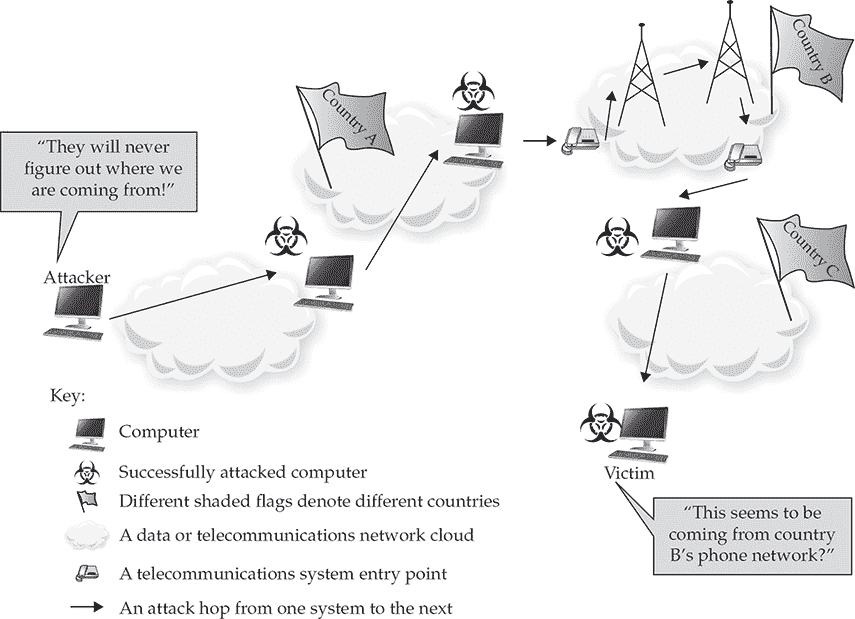 Country A
Country B
"They will never
figure out where we
are coming from!"
Attacker
Country C
Key:
Computer
Successfully attacked computer
Different shaded flags denote different countries
A data or telecommunications network cloud
A telecommunications system entry point
An attack hop from one system to the next
Victim
"This seems to be
coming from country
B's phone network?"